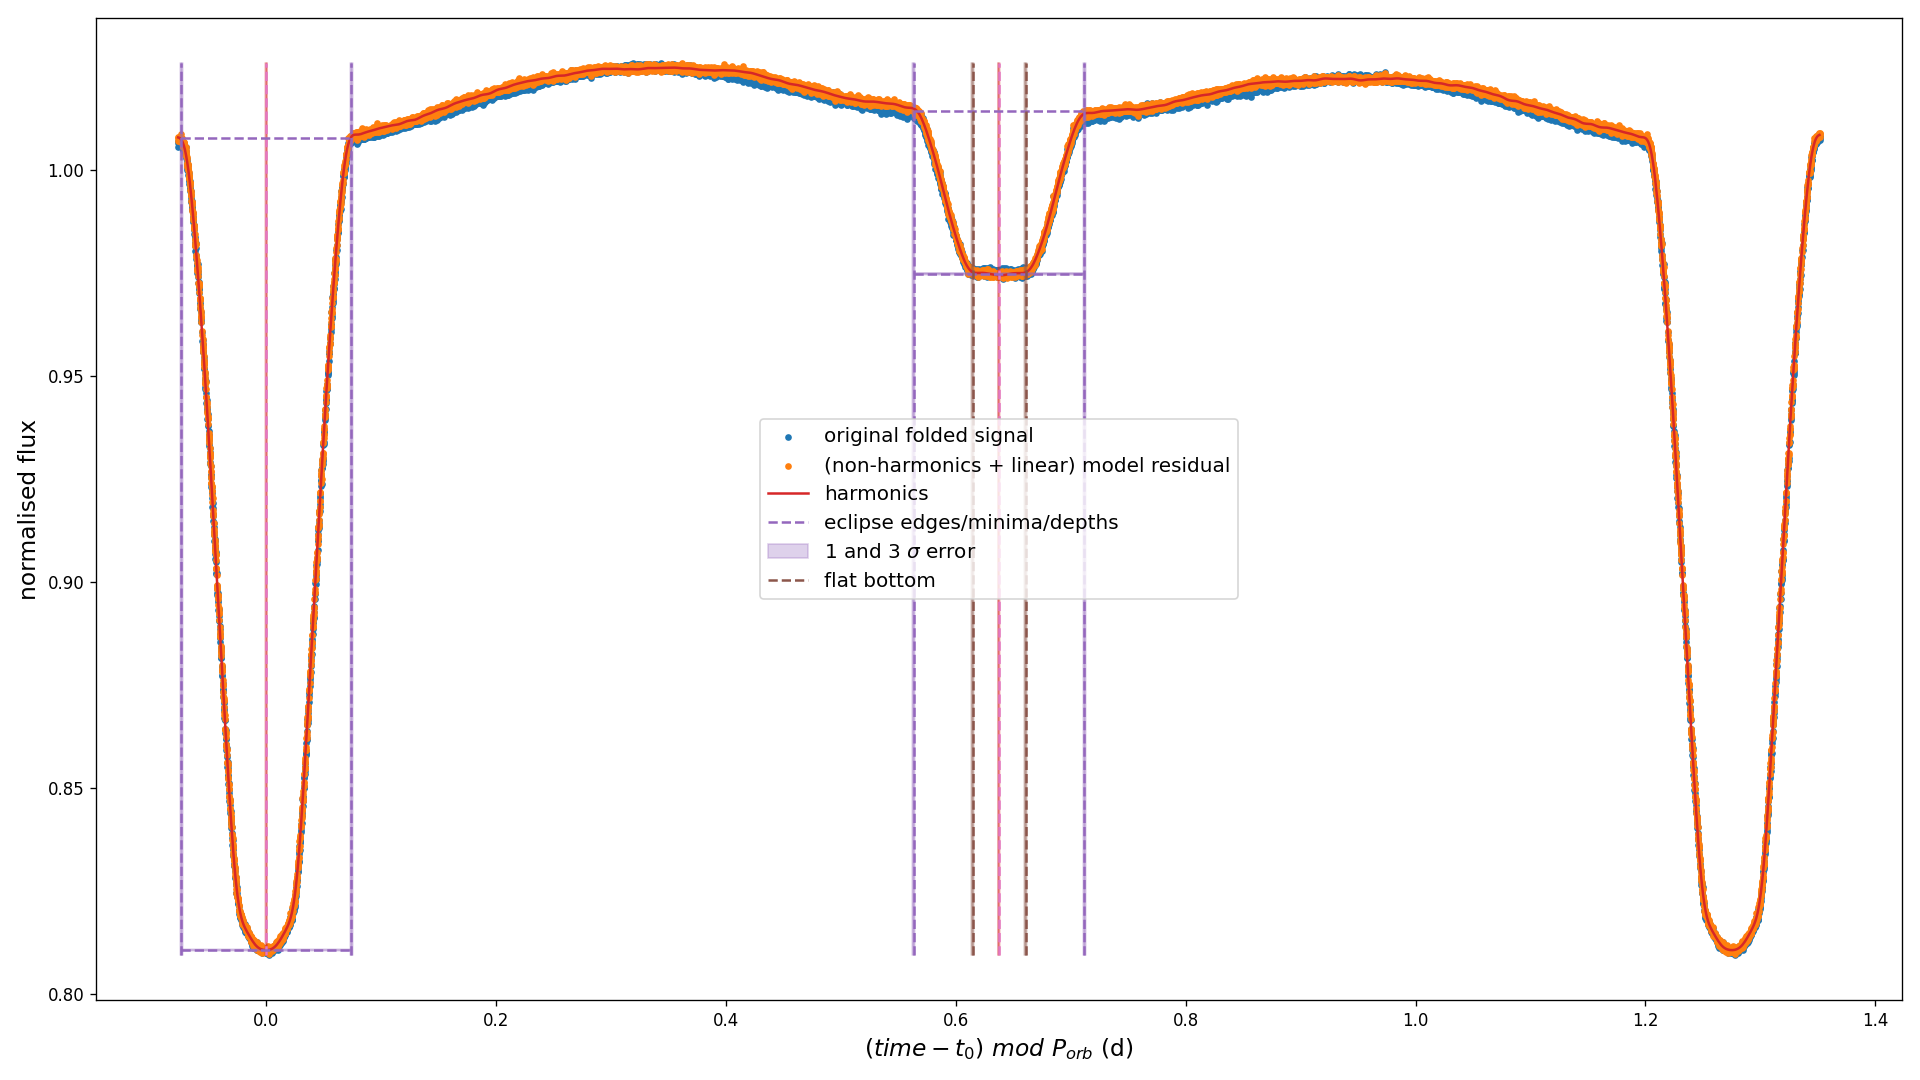 normalised flux
1.00
0.95
0.90
0.85
0.80
original folded signal
(non-harmonics + linear) model residual
harmonics
eclipse edges/minima/depths
1 and 3 σ error
flat bottom
0.0 0.2 0.4 0.6 0.8 1.0 1.2 1.4
(time − t₀) mod P_orb (d)